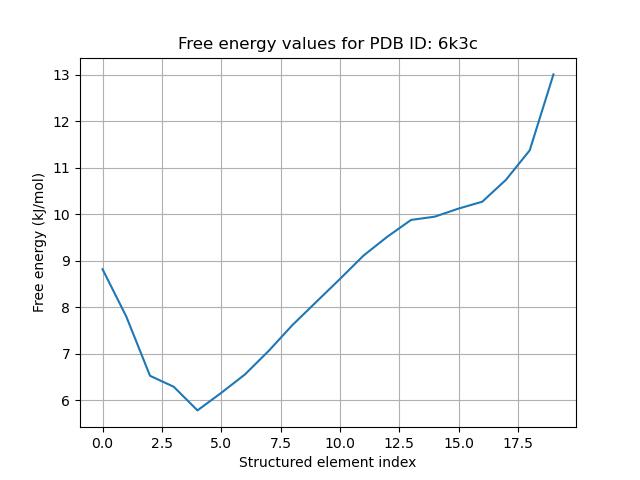 Free energy values for PDB ID: 6k3c
13
12
11
10
9
8
7
6
Free energy (kJ/mol)
0.0 2.5 5.0 7.5 10.0 12.5 15.0 17.5
Structured element index